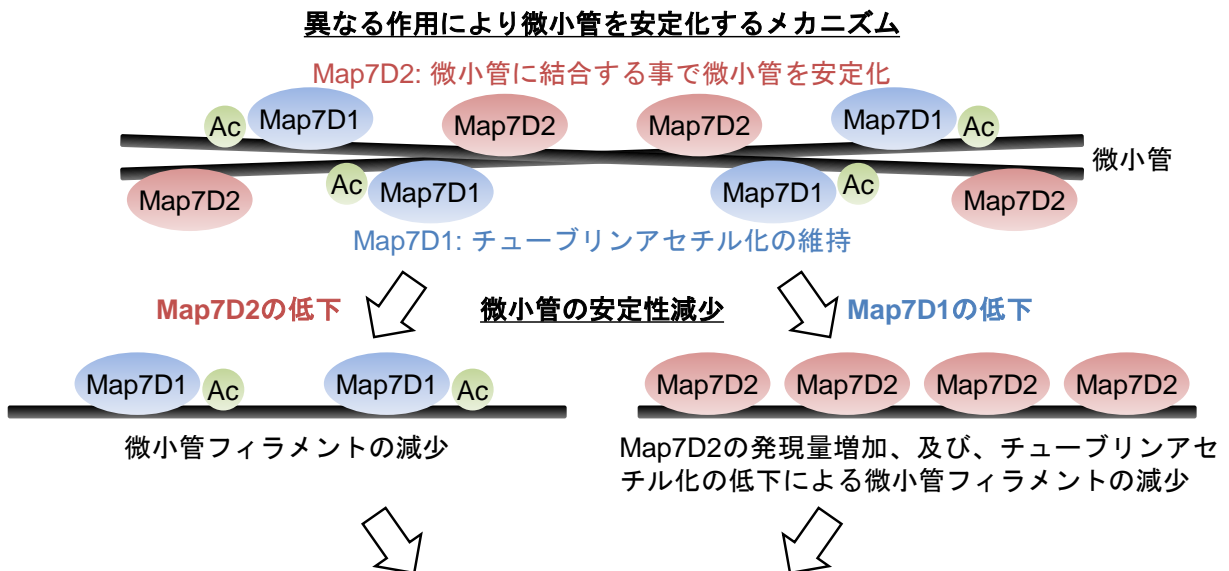 異なる作用により微小管を安定化するメカニズム
Map7D2: 微小管に結合する事で微小管を安定化
Ac Map7D1 Map7D2 Map7D2 Map7D1 Ac
微小管
Map7D2 Ac Map7D1 Map7D1 Ac Map7D2
Map7D1: チューブリンアセチル化の維持
Map7D2の低下 微小管の安定性減少 Map7D1の低下
Map7D1 Ac Map7D1 Ac
Map7D2 Map7D2 Map7D2 Map7D2
微小管フィラメントの減少
Map7D2の発現量増加、及び、チューブリンアセ
チル化の低下による微小管フィラメントの減少